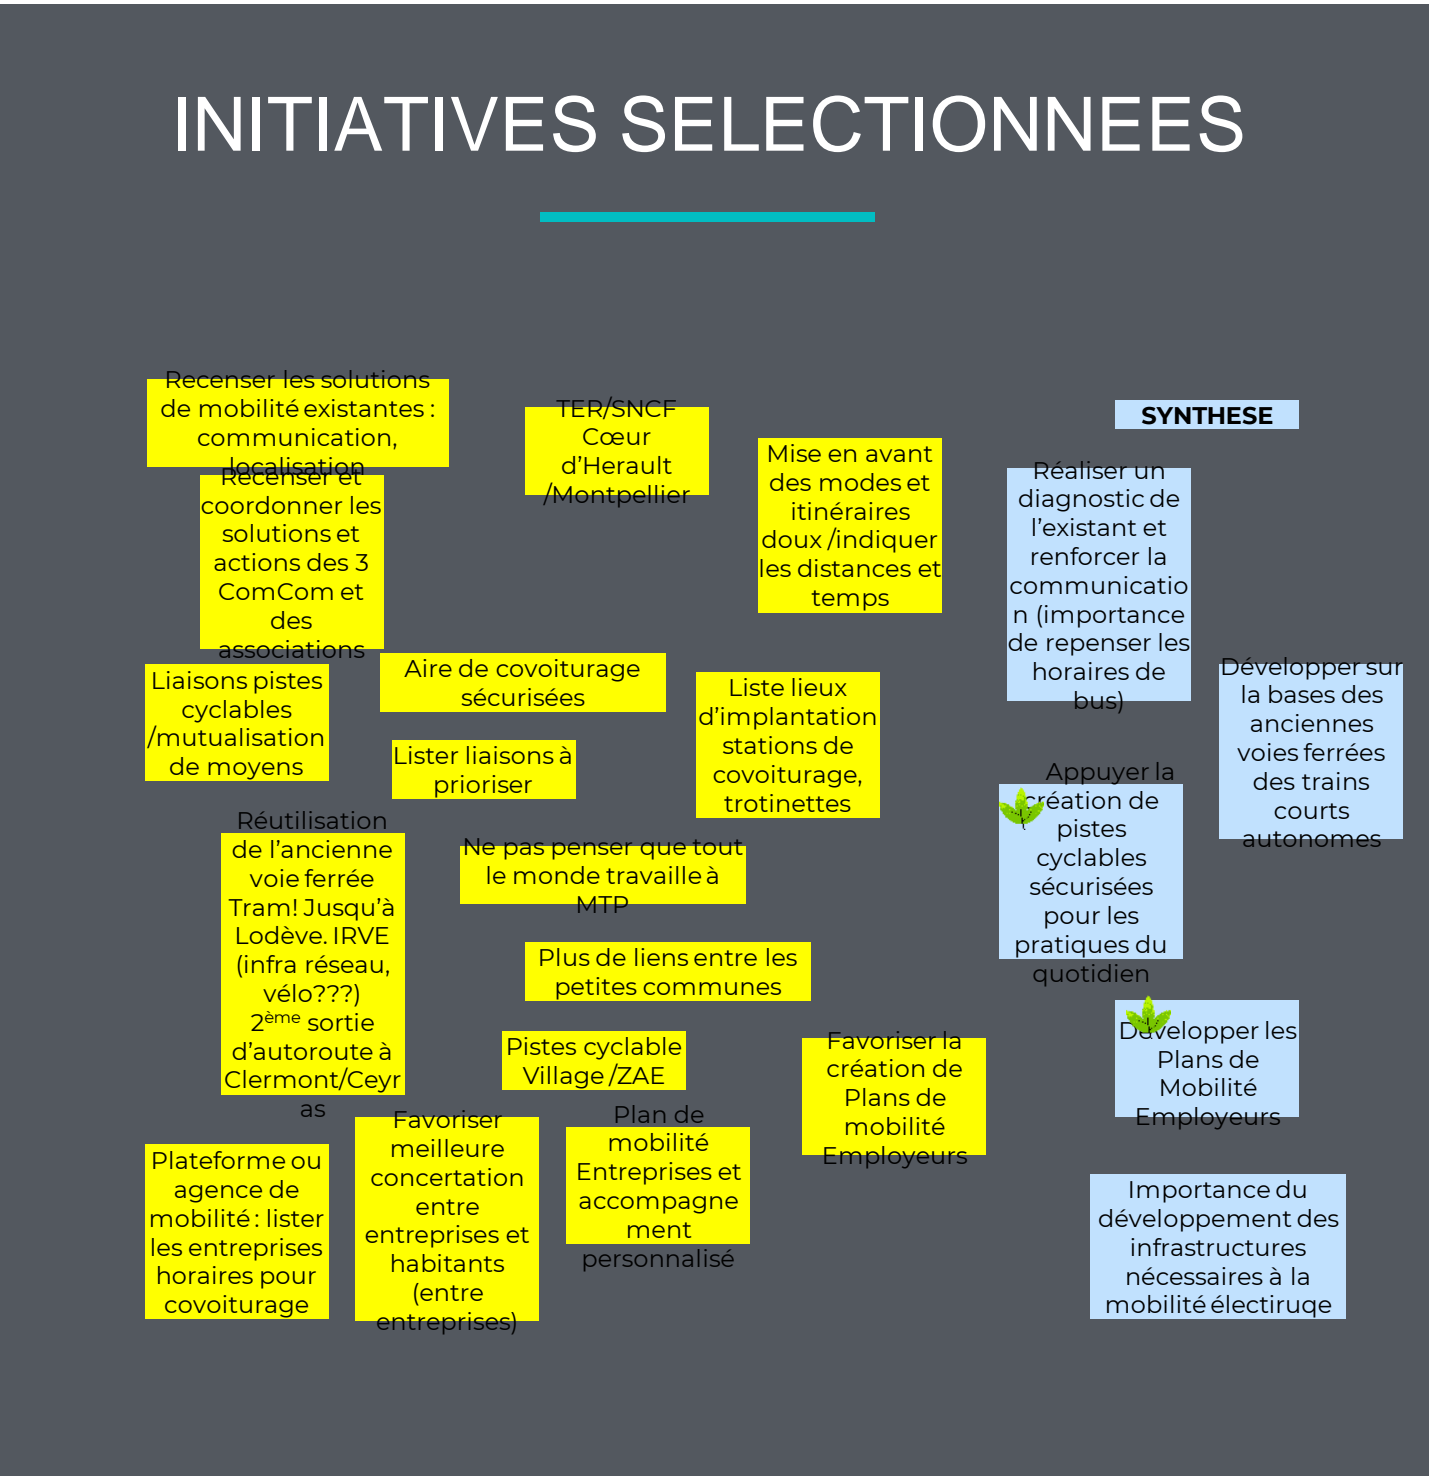 INITIATIVES SELECTIONNEES
Recenser les solutions
de mobilité existantes :
communication,
localisation
Recenser et
coordonner les
solutions et
actions des 3
ComCom et
des
associations
TER/SNCF
Cœur
d’Herault
/Montpellier
Mise en avant
des modes et
itinéraires
doux /indiquer
les distances et
temps
Liaisons pistes
cyclables
/mutualisation
de moyens
Aire de covoiturage
sécurisées
Lister liaisons à
prioriser
Liste lieux
d’implantation
stations de
covoiturage,
trotinettes
Réutilisation
de l’ancienne
voie ferrée
Tram! Jusqu’à
Lodève. IRVE
(infra réseau,
vélo???)
2ème sortie
d’autoroute à
Clermont/Ceyr
as
Ne pas penser que tout
le monde travaille à
MTP
Plus de liens entre les
petites communes
Pistes cyclable
Village /ZAE
Favoriser la
création de
Plans de
mobilité
Employeurs
Plateforme ou
agence de
mobilité : lister
les entreprises
horaires pour
covoiturage
Favoriser
meilleure
concertation
entre
entreprises et
habitants
(entre
entreprises)
Plan de
mobilité
Entreprises et
accompagne
ment
personnalisé
SYNTHESE
Réaliser un
diagnostic de
l’existant et
renforcer la
communicatio
n (importance
de repenser les
horaires de
bus)
Développer sur
la bases des
anciennes
voies ferrées
des trains
courts
autonomes
Appuyer la
création de
pistes
cyclables
sécurisées
pour les
pratiques du
quotidien
Développer les
Plans de
Mobilité
Employeurs
Importance du
développement des
infrastructures
nécessaires à la
mobilité électiruqe